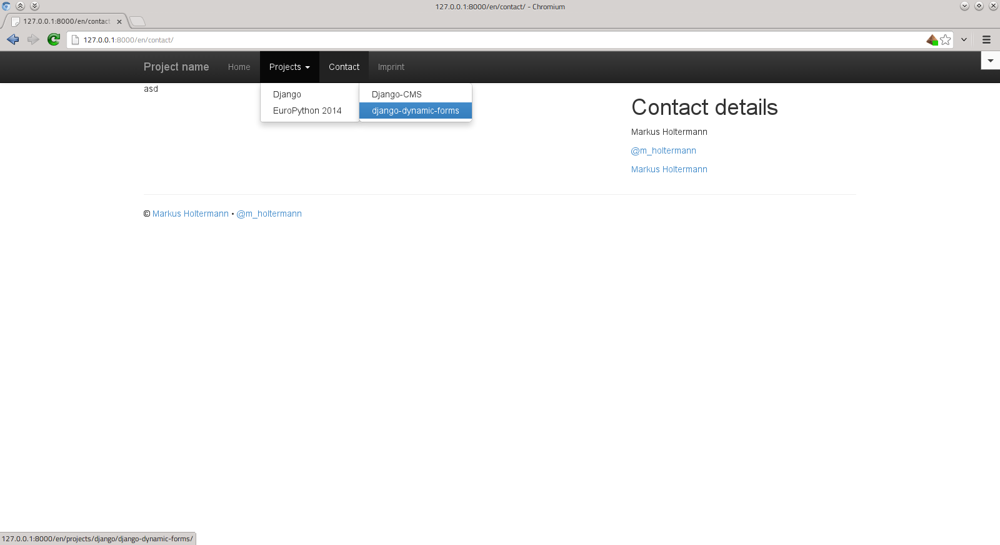 127.0.0.1:8000/en/contact/ - Chromium
127.0.0.1:8000/en/contact
127.0.0.1:8000/en/contact/
Project name Home Projects Contact Imprint
asd
Django
EuroPython 2014
Django-CMS
django-dynamic-forms
Contact details
Markus Holtermann
@m_holtermann
Markus Holtermann
© Markus Holtermann • @m_holtermann
127.0.0.1:8000/en/projects/django/django-dynamic-forms/